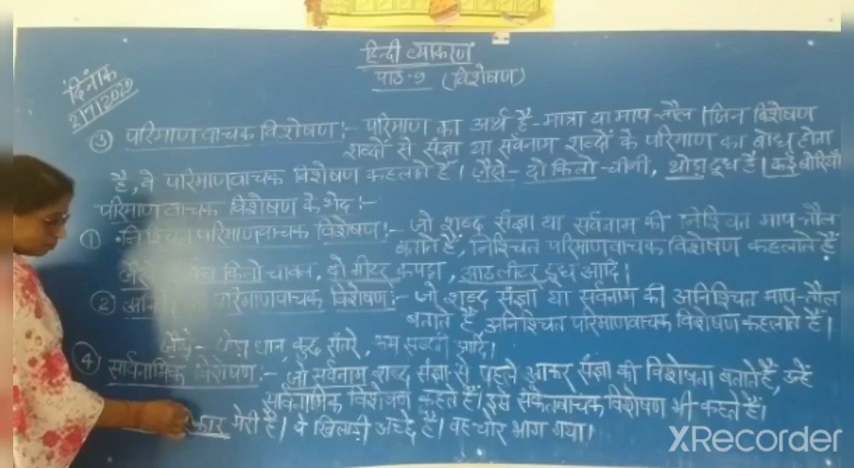 हिन्दी व्याकरण
पाठ-9 (विशेषण)
दिनांक
2/7/2029
③ परिमाणवाचक विशेषण :- परिमाण का अर्थ है - मात्रा या माप-तौल । जिन विशेषण
शब्दों से संज्ञा या सर्वनाम शब्दों के परिमाण का बोध होता
है, वे परिमाणवाचक विशेषण कहलाते हैं । जैसे - दो किलो चीनी, थोड़ा दूध है । कई बोरियाँ
परिमाणवाचक विशेषण के भेद :-
① निश्चित परिमाणवाचक विशेषण :- जो शब्द संज्ञा या सर्वनाम की निश्चित माप-तौल
बताते हैं, निश्चित परिमाणवाचक विशेषण कहलाते हैं
किलो चावल, दो मीटर कपड़ा, आठ लीटर दूध आदि ।
② परिमाणवाचक विशेषण :- जो शब्द संज्ञा या सर्वनाम की अनिश्चित माप-तौल
बताते हैं, अनिश्चित परिमाणवाचक विशेषण कहलाते हैं ।
जैसे - धान, कुछ संतरे, कम सब्जी आदि ।
④ सार्वनामिक विशेषण :- जो सर्वनाम शब्द संज्ञा से पहले आकर संज्ञा की विशेषता बताते हैं, उन्हें
सार्वनामिक विशेषण कहते हैं । इसे संकेतवाचक विशेषण भी कहते हैं ।
कार मेरी है । वे खिलाड़ी अच्छे हैं । वह चोर भाग गया ।
XRecorder